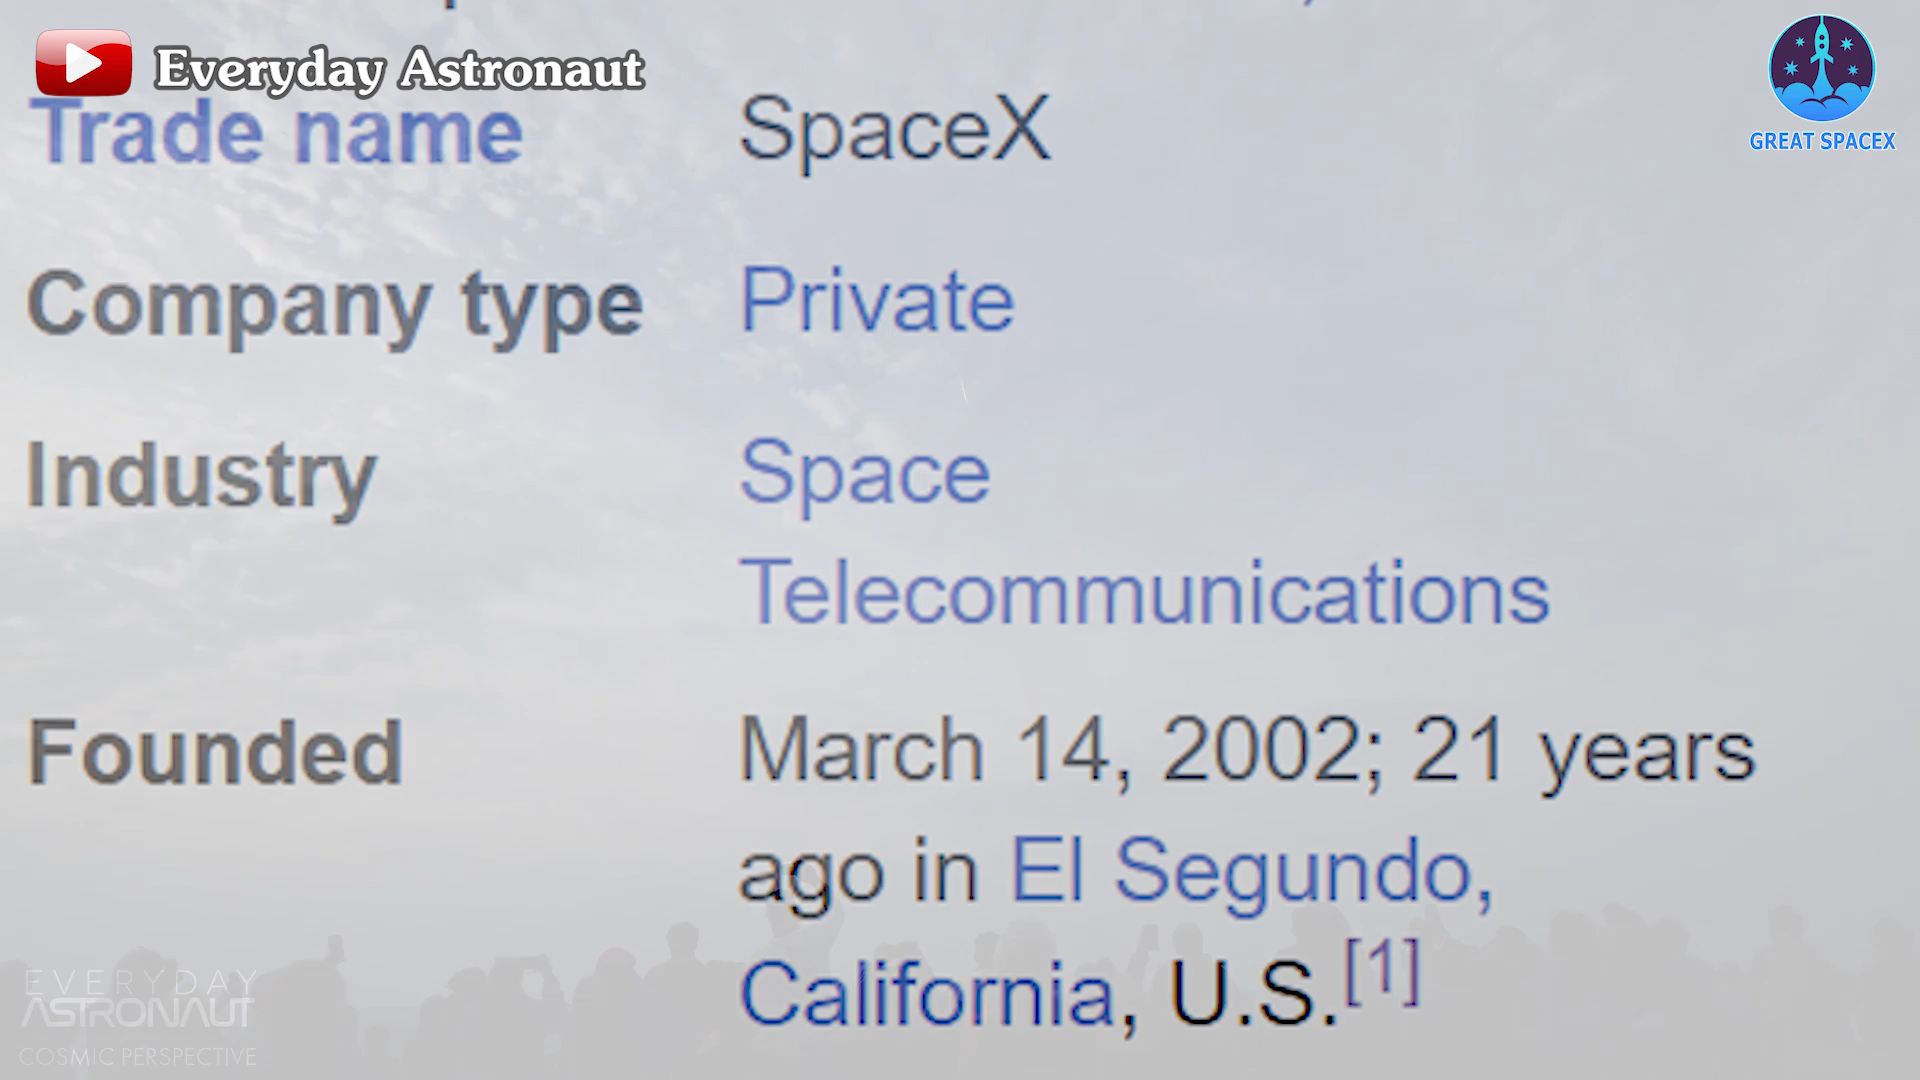 Everyday Astronaut
GREAT SPACEX
Trade name SpaceX
Company type Private
Industry Space
Telecommunications
Founded March 14, 2002; 21 years
ago in El Segundo,
California, U.S.[1]
EVERYDAY
ASTRONAUT
COSMIC PERSPECTIVE